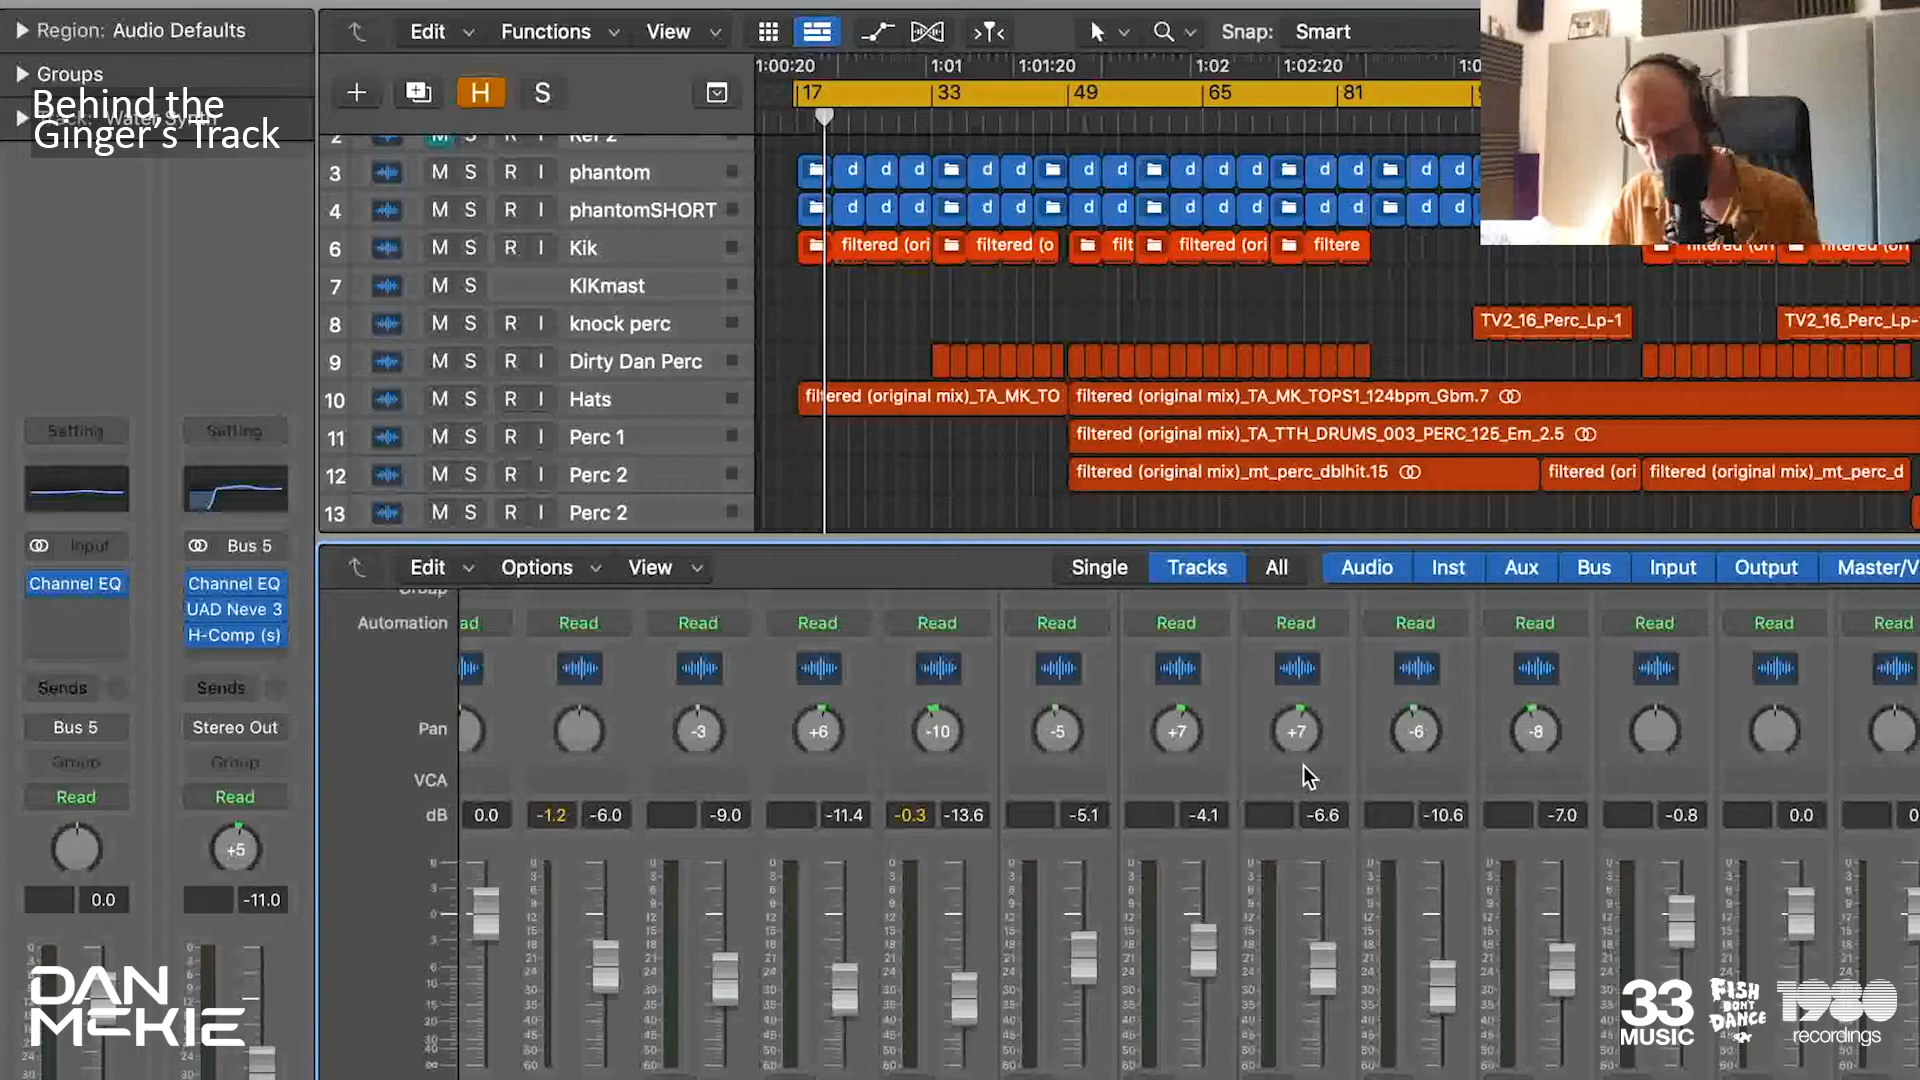 Region: Audio Defaults
Groups
Behind the
Ginger's Track
Edit Functions View Snap: Smart
1:00:20 1:01 1:01:20 1:02 1:02:20
H S
17 33 49 65 81
2 M S R I Ref 2
3 M S R I phantom d d d d d d d d d d d d d d
4 M S R I phantomSHORT d d d d d d d d d d d d d d
6 M S R I Kik filtered (ori filtered (o filt filtered (ori filtere
7 M S KIKmast
8 M S R I knock perc TV2_16_Perc_Lp-1 TV2_16_Perc_Lp-
9 M S R I Dirty Dan Perc
10 M S R I Hats filtered (original mix)_TA_MK_TO filtered (original mix)_TA_MK_TOPS1_124bpm_Gbm.7
11 M S R I Perc 1 filtered (original mix)_TA_TTH_DRUMS_003_PERC_125_Em_2.5
12 M S R I Perc 2 filtered (original mix)_mt_perc_dblhit.15 filtered (ori filtered (original mix)_mt_perc_d
13 M S R I Perc 2
Setting Setting
Input Bus 5
Channel EQ Channel EQ
UAD Neve 3
H-Comp (s)
Sends Sends
Bus 5 Stereo Out
Group Group
Read Read
+5
0.0 -11.0
Edit Options View Single Tracks All Audio Inst Aux Bus Input Output Master/V
Group
Automation ad Read Read Read Read Read Read Read Read Read Read Read Read
Pan -3 +6 -10 -5 +7 +7 -6 -8
VCA
dB 0.0 -1.2 -6.0 -9.0 -11.4 -0.3 -13.6 -5.1 -4.1 -6.6 -10.6 -7.0 -0.8 0.0 0
DAN
McKIE
33
MUSIC
FISH
DON'T
DANCE
1980
recordings